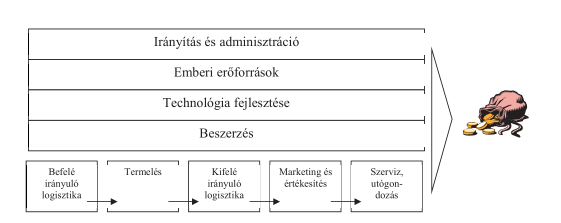 Irányítás és adminisztráció
Emberi erőforrások
Technológia fejlesztése
Beszerzés
Befelé
irányuló
logisztika
Termelés
Kifelé
irányuló
logisztika
Marketing és
értékesítés
Szerviz,
utógon-
dozás